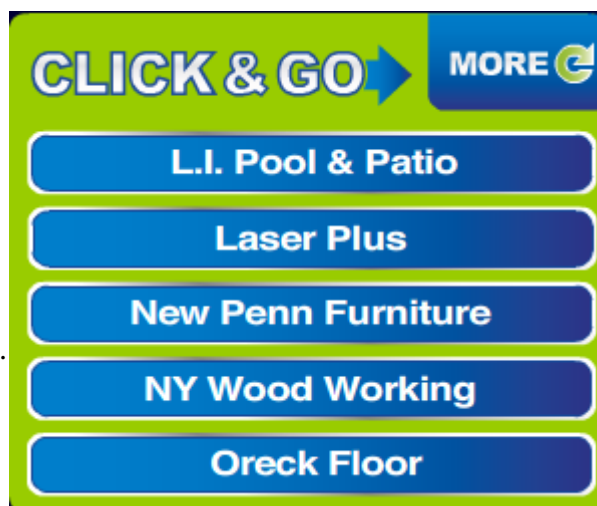 CLICK & GO
MORE
L.I. Pool & Patio
Laser Plus
New Penn Furniture
NY Wood Working
Oreck Floor